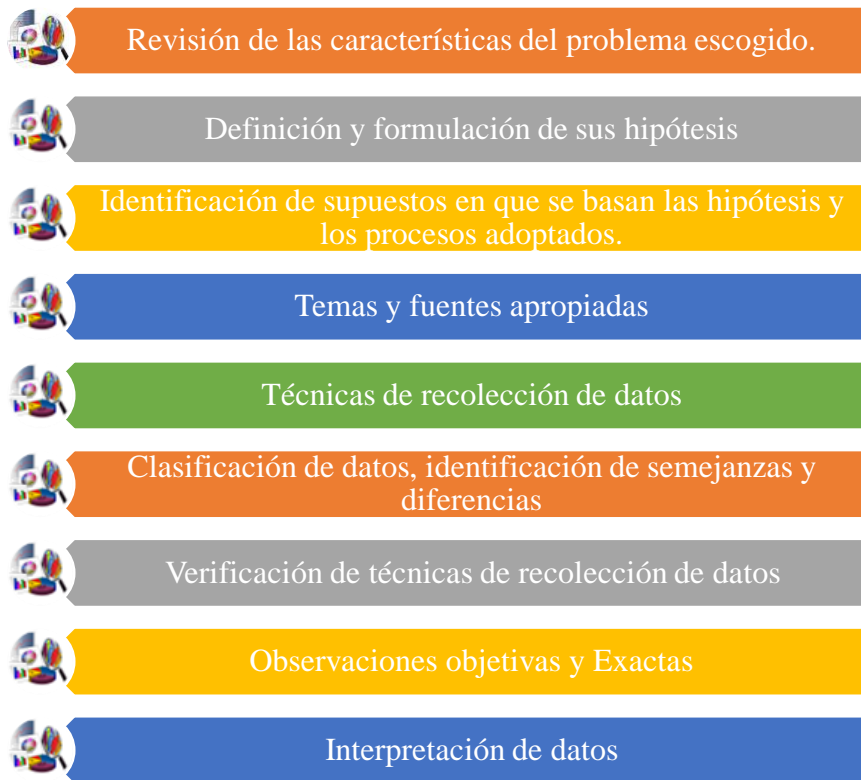 Revisión de las características del problema escogido.
Definición y formulación de sus hipótesis
Identificación de supuestos en que se basan las hipótesis y
los procesos adoptados.
Temas y fuentes apropiadas
Técnicas de recolección de datos
Clasificación de datos, identificación de semejanzas y
diferencias
Verificación de técnicas de recolección de datos
Observaciones objetivas y Exactas
Interpretación de datos